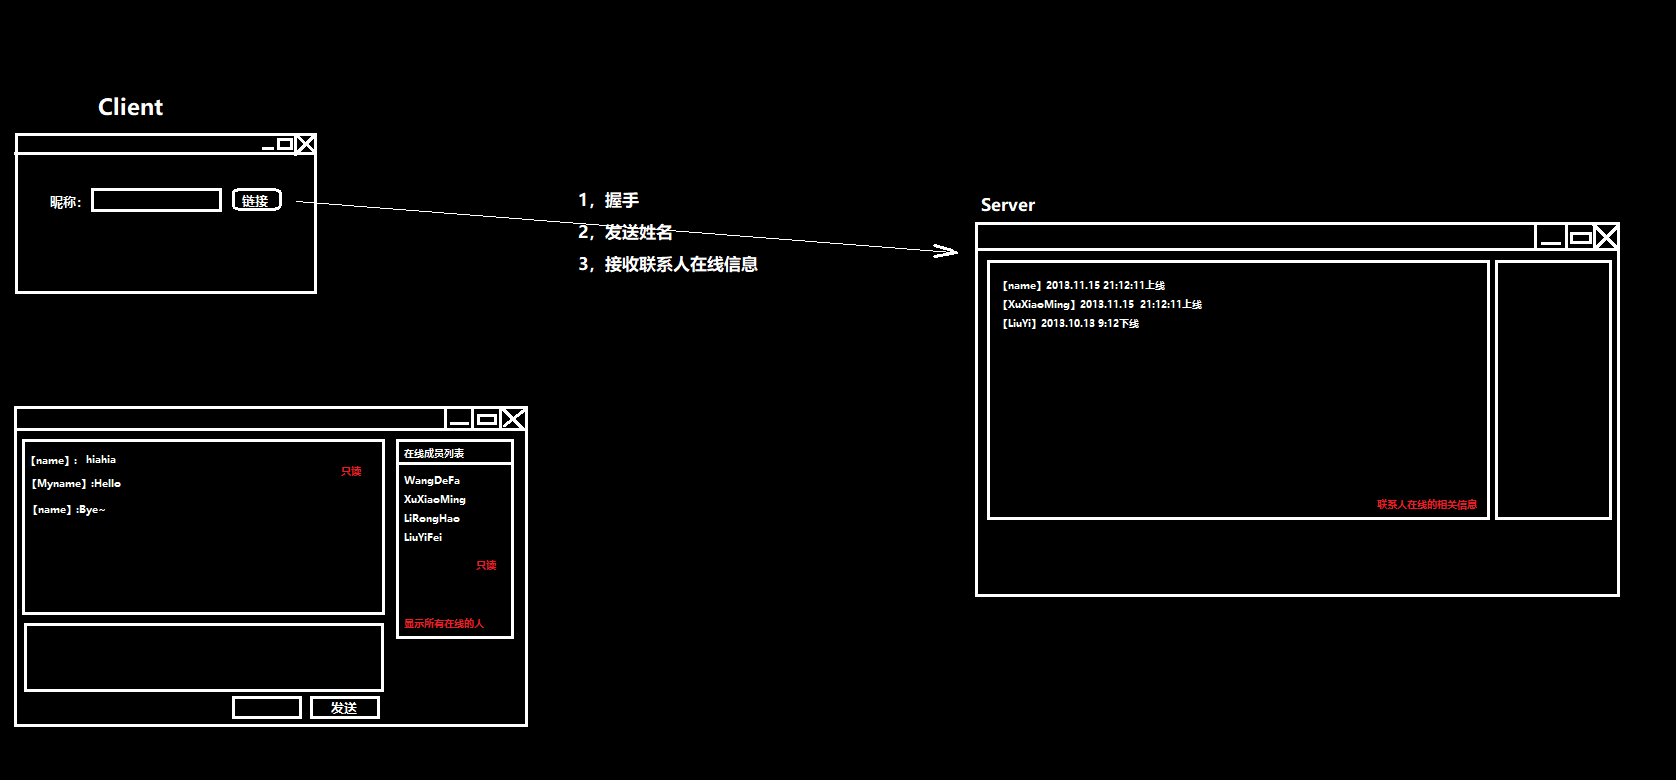 Client
昵称：
链接
1，握手
2，发送姓名
3，接收联系人在线信息
Server
【name】2013.11.15 21:12:11上线
【XuXiaoMing】2013.11.15  21:12:11上线
【LiuYi】2013.10.13 9:12下线
联系人在线的相关信息
【name】:   hiahia
只读
【Myname】:Hello
【name】:Bye~
在线成员列表
WangDeFa
XuXiaoMing
LiRongHao
LiuYiFei
只读
显示所有在线的人
发送